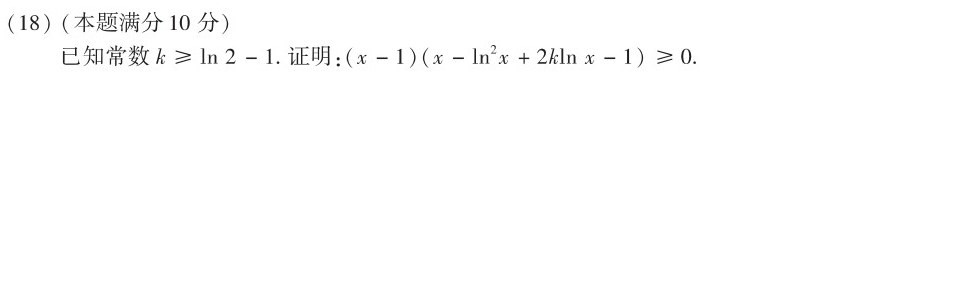 (18) (本题满分 10 分)
已知常数 k ≥ ln 2 − 1. 证明:(x − 1)(x − ln²x + 2kln x − 1) ≥ 0.